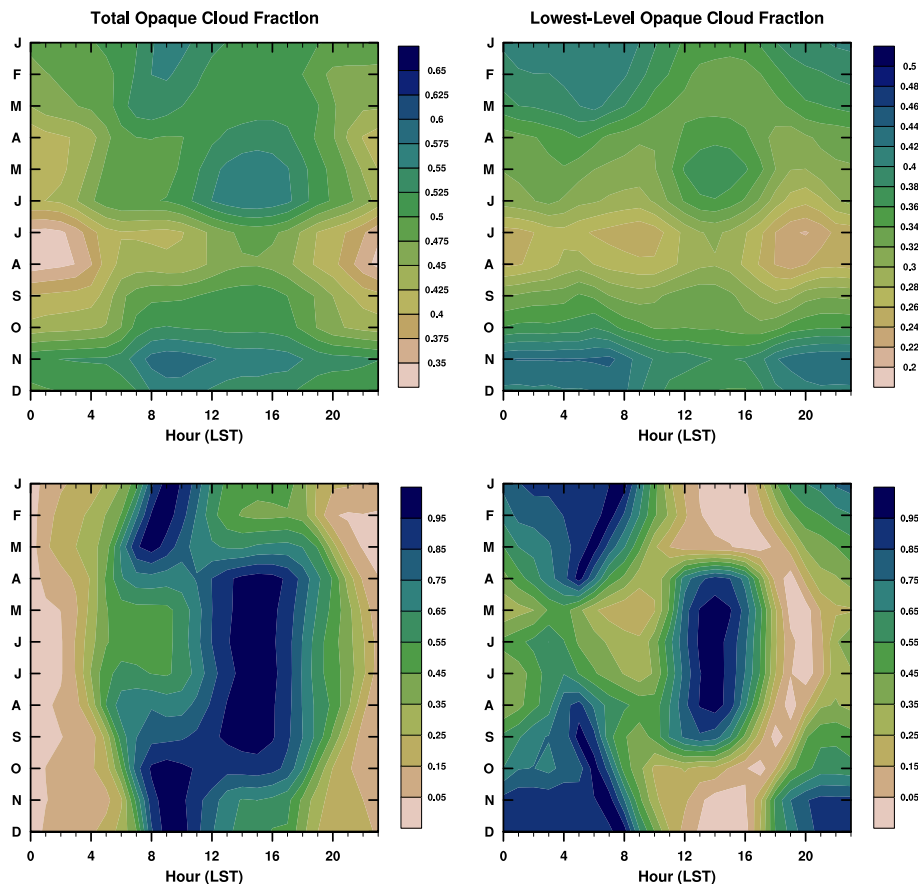 Total Opaque Cloud Fraction
J
F
M
A
M
J
J
A
S
O
N
D
0 4 8 12 16 20
Hour (LST)
0.65
0.625
0.6
0.575
0.55
0.525
0.5
0.475
0.45
0.425
0.4
0.375
0.35
Lowest-Level Opaque Cloud Fraction
J
F
M
A
M
J
J
A
S
O
N
D
0 4 8 12 16 20
Hour (LST)
0.5
0.48
0.46
0.44
0.42
0.4
0.38
0.36
0.34
0.32
0.3
0.28
0.26
0.24
0.22
0.2
J
F
M
A
M
J
J
A
S
O
N
D
0 4 8 12 16 20
Hour (LST)
0.95
0.85
0.75
0.65
0.55
0.45
0.35
0.25
0.15
0.05
J
F
M
A
M
J
J
A
S
O
N
D
0 4 8 12 16 20
Hour (LST)
0.95
0.85
0.75
0.65
0.55
0.45
0.35
0.25
0.15
0.05